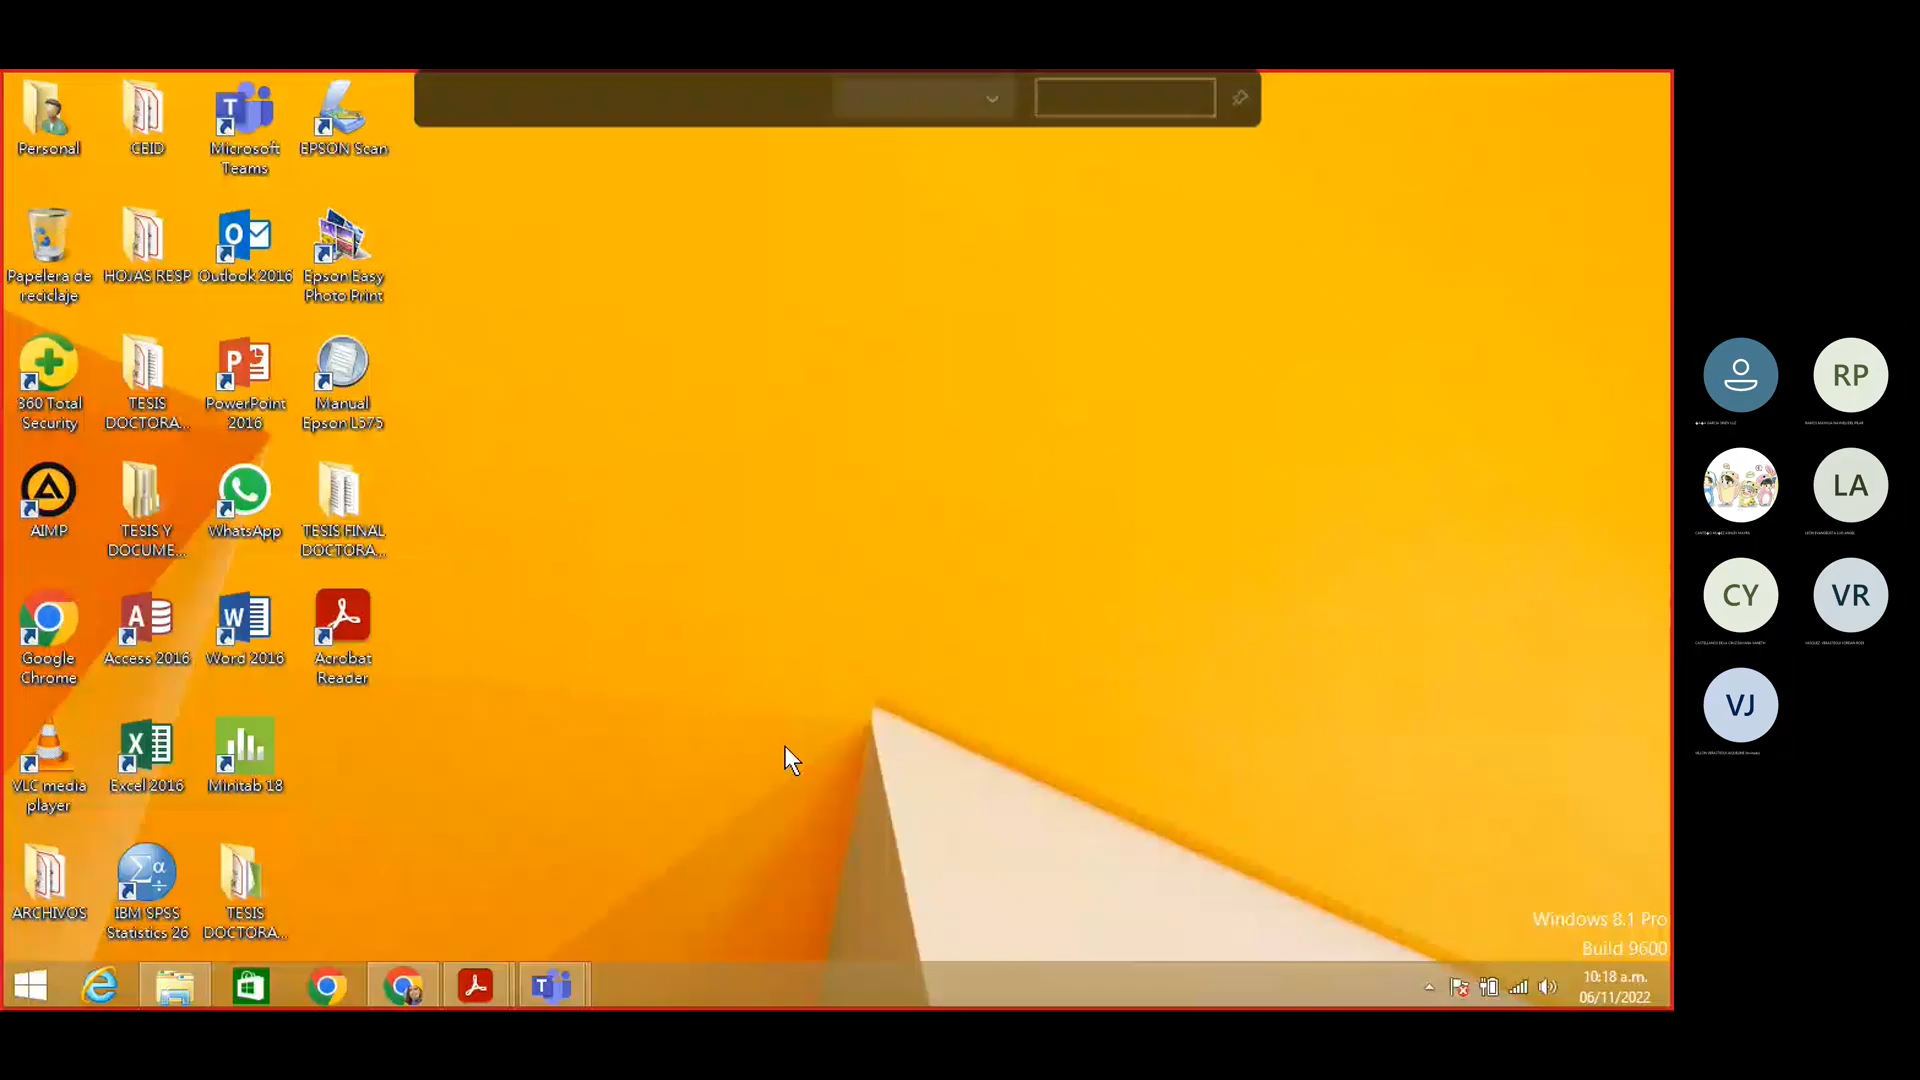 Personal
CEID
Microsoft
Teams
EPSON Scan
Papelera de
reciclaje
HOJAS RESP
Outlook 2016
Epson Easy
Photo Print
360 Total
Security
TESIS
DOCTORA...
PowerPoint
2016
Manual
Epson L575
AIMP
TESIS Y
DOCUME...
WhatsApp
TESIS FINAL
DOCTORA...
Google
Chrome
Access 2016
Word 2016
Acrobat
Reader
VLC media
player
Excel 2016
Minitab 18
ARCHIVOS
IBM SPSS
Statistics 26
TESIS
DOCTORA...
Windows 8.1 Pro
Build 9600
10:18 a.m.
06/11/2022
RP
LA
CY
VR
VJ